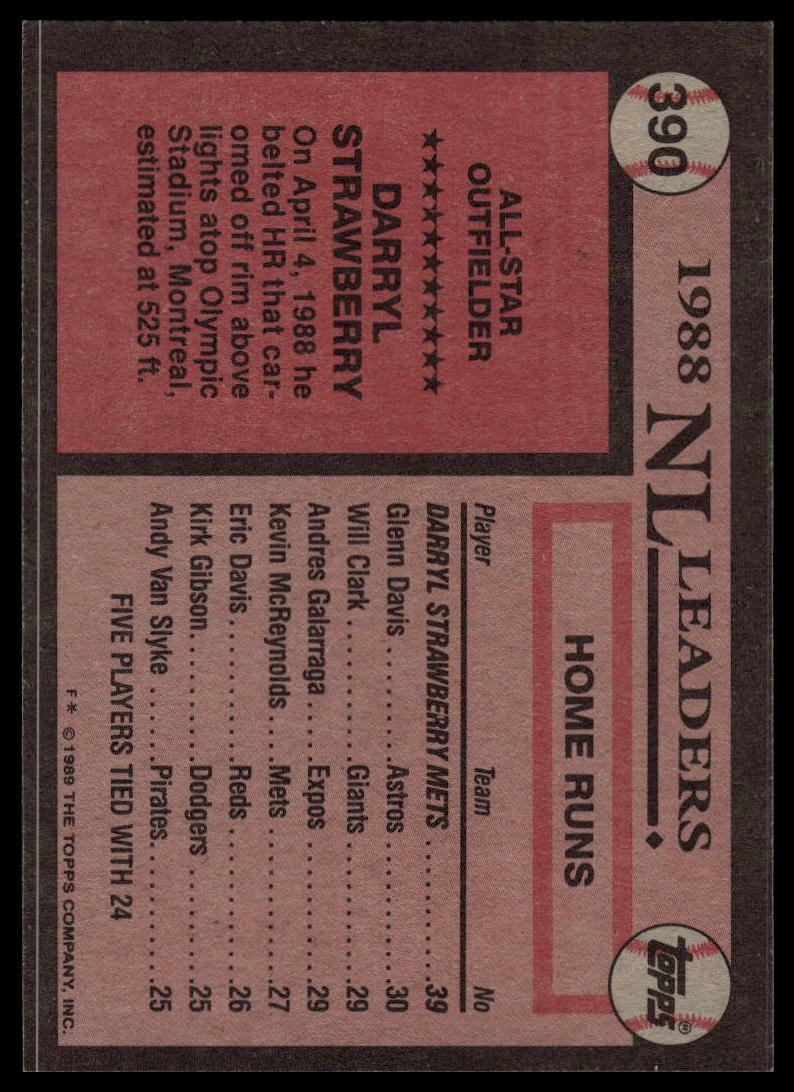 390
1988 NL LEADERS
topps®
ALL-STAR
OUTFIELDER
★★★★★★★★★★
DARRYL
STRAWBERRY
On April 4, 1988 he
belted HR that car-
omed off rim above
lights atop Olympic
Stadium, Montreal,
estimated at 525 ft.
HOME RUNS
Player Team No
DARRYL STRAWBERRY METS ........39
Glenn Davis ........Astros ........30
Will Clark ........Giants ........29
Andres Galarraga ....Expos ........29
Kevin McReynolds ....Mets ........27
Eric Davis ........Reds ........26
Kirk Gibson ........Dodgers ........25
Andy Van Slyke ......Pirates ........25
FIVE PLAYERS TIED WITH 24
F* © 1989 THE TOPPS COMPANY, INC.